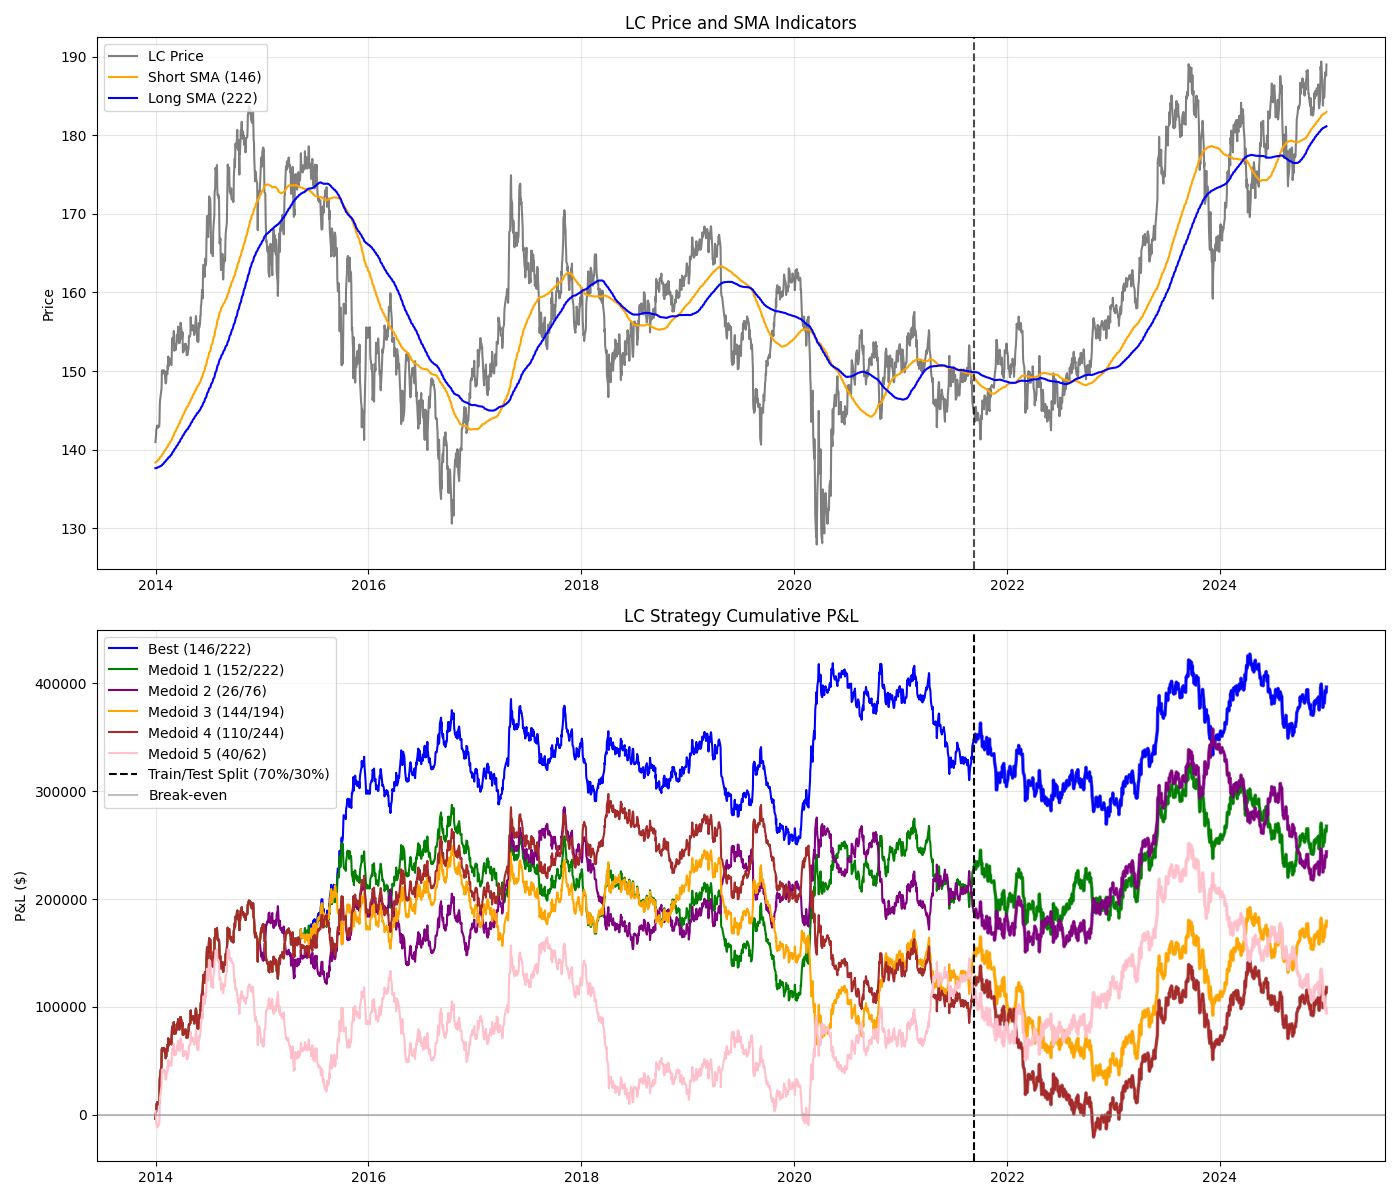 LC Price and SMA Indicators
LC Price
Short SMA (146)
Long SMA (222)
Price
190
180
170
160
150
140
130
2014 2016 2018 2020 2022 2024
LC Strategy Cumulative P&L
Best (146/222)
Medoid 1 (152/222)
Medoid 2 (26/76)
Medoid 3 (144/194)
Medoid 4 (110/244)
Medoid 5 (40/62)
Train/Test Split (70%/30%)
Break-even
P&L ($)
400000
300000
200000
100000
0
2014 2016 2018 2020 2022 2024